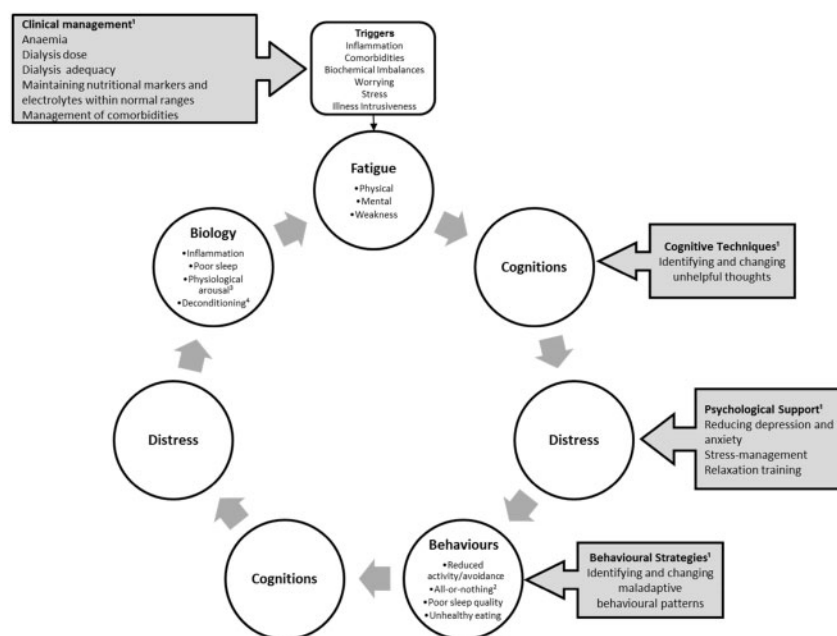 Clinical management¹
Anaemia
Dialysis dose
Dialysis adequacy
Maintaining nutritional markers and
electrolytes within normal ranges
Management of comorbidities
Triggers
Inflammation
Comorbidities
Biochemical Imbalances
Worrying
Stress
Illness Intrusiveness
Fatigue
•Physical
•Mental
•Weakness
Cognitions
Cognitive Techniques¹
Identifying and changing
unhelpful thoughts
Distress
Psychological Support¹
Reducing depression and
anxiety
Stress-management
Relaxation training
Behaviours
•Reduced
activity/avoidance
•All-or-nothing²
•Poor sleep quality
•Unhealthy eating
Behavioural Strategies¹
Identifying and changing
maladaptive
behavioural patterns
Cognitions
Distress
Biology
•Inflammation
•Poor sleep
•Physiological
arousal³
•Deconditioning⁴